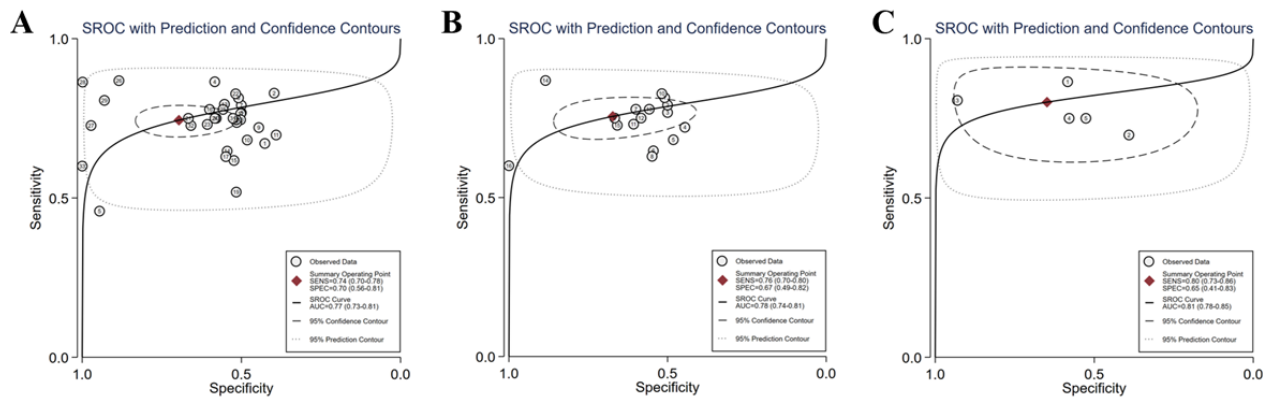 A
SROC with Prediction and Confidence Contours
1.0
0.5
0.0
Sensitivity
1.0
0.5
0.0
Specificity
Observed Data
Summary Operating Point
SENS=0.74 (0.70-0.78)
SPEC=0.70 (0.56-0.81)
SROC Curve
AUC=0.77 (0.73-0.81)
95% Confidence Contour
95% Prediction Contour
B
SROC with Prediction and Confidence Contours
1.0
0.5
0.0
Sensitivity
1.0
0.5
0.0
Specificity
Observed Data
Summary Operating Point
SENS=0.76 (0.70-0.80)
SPEC=0.67 (0.49-0.82)
SROC Curve
AUC=0.78 (0.74-0.81)
95% Confidence Contour
95% Prediction Contour
C
SROC with Prediction and Confidence Contours
1.0
0.5
0.0
Sensitivity
1
3
4
5
2
1.0
0.5
0.0
Specificity
Observed Data
Summary Operating Point
SENS=0.80 (0.73-0.86)
SPEC=0.65 (0.41-0.83)
SROC Curve
AUC=0.81 (0.78-0.85)
95% Confidence Contour
95% Prediction Contour